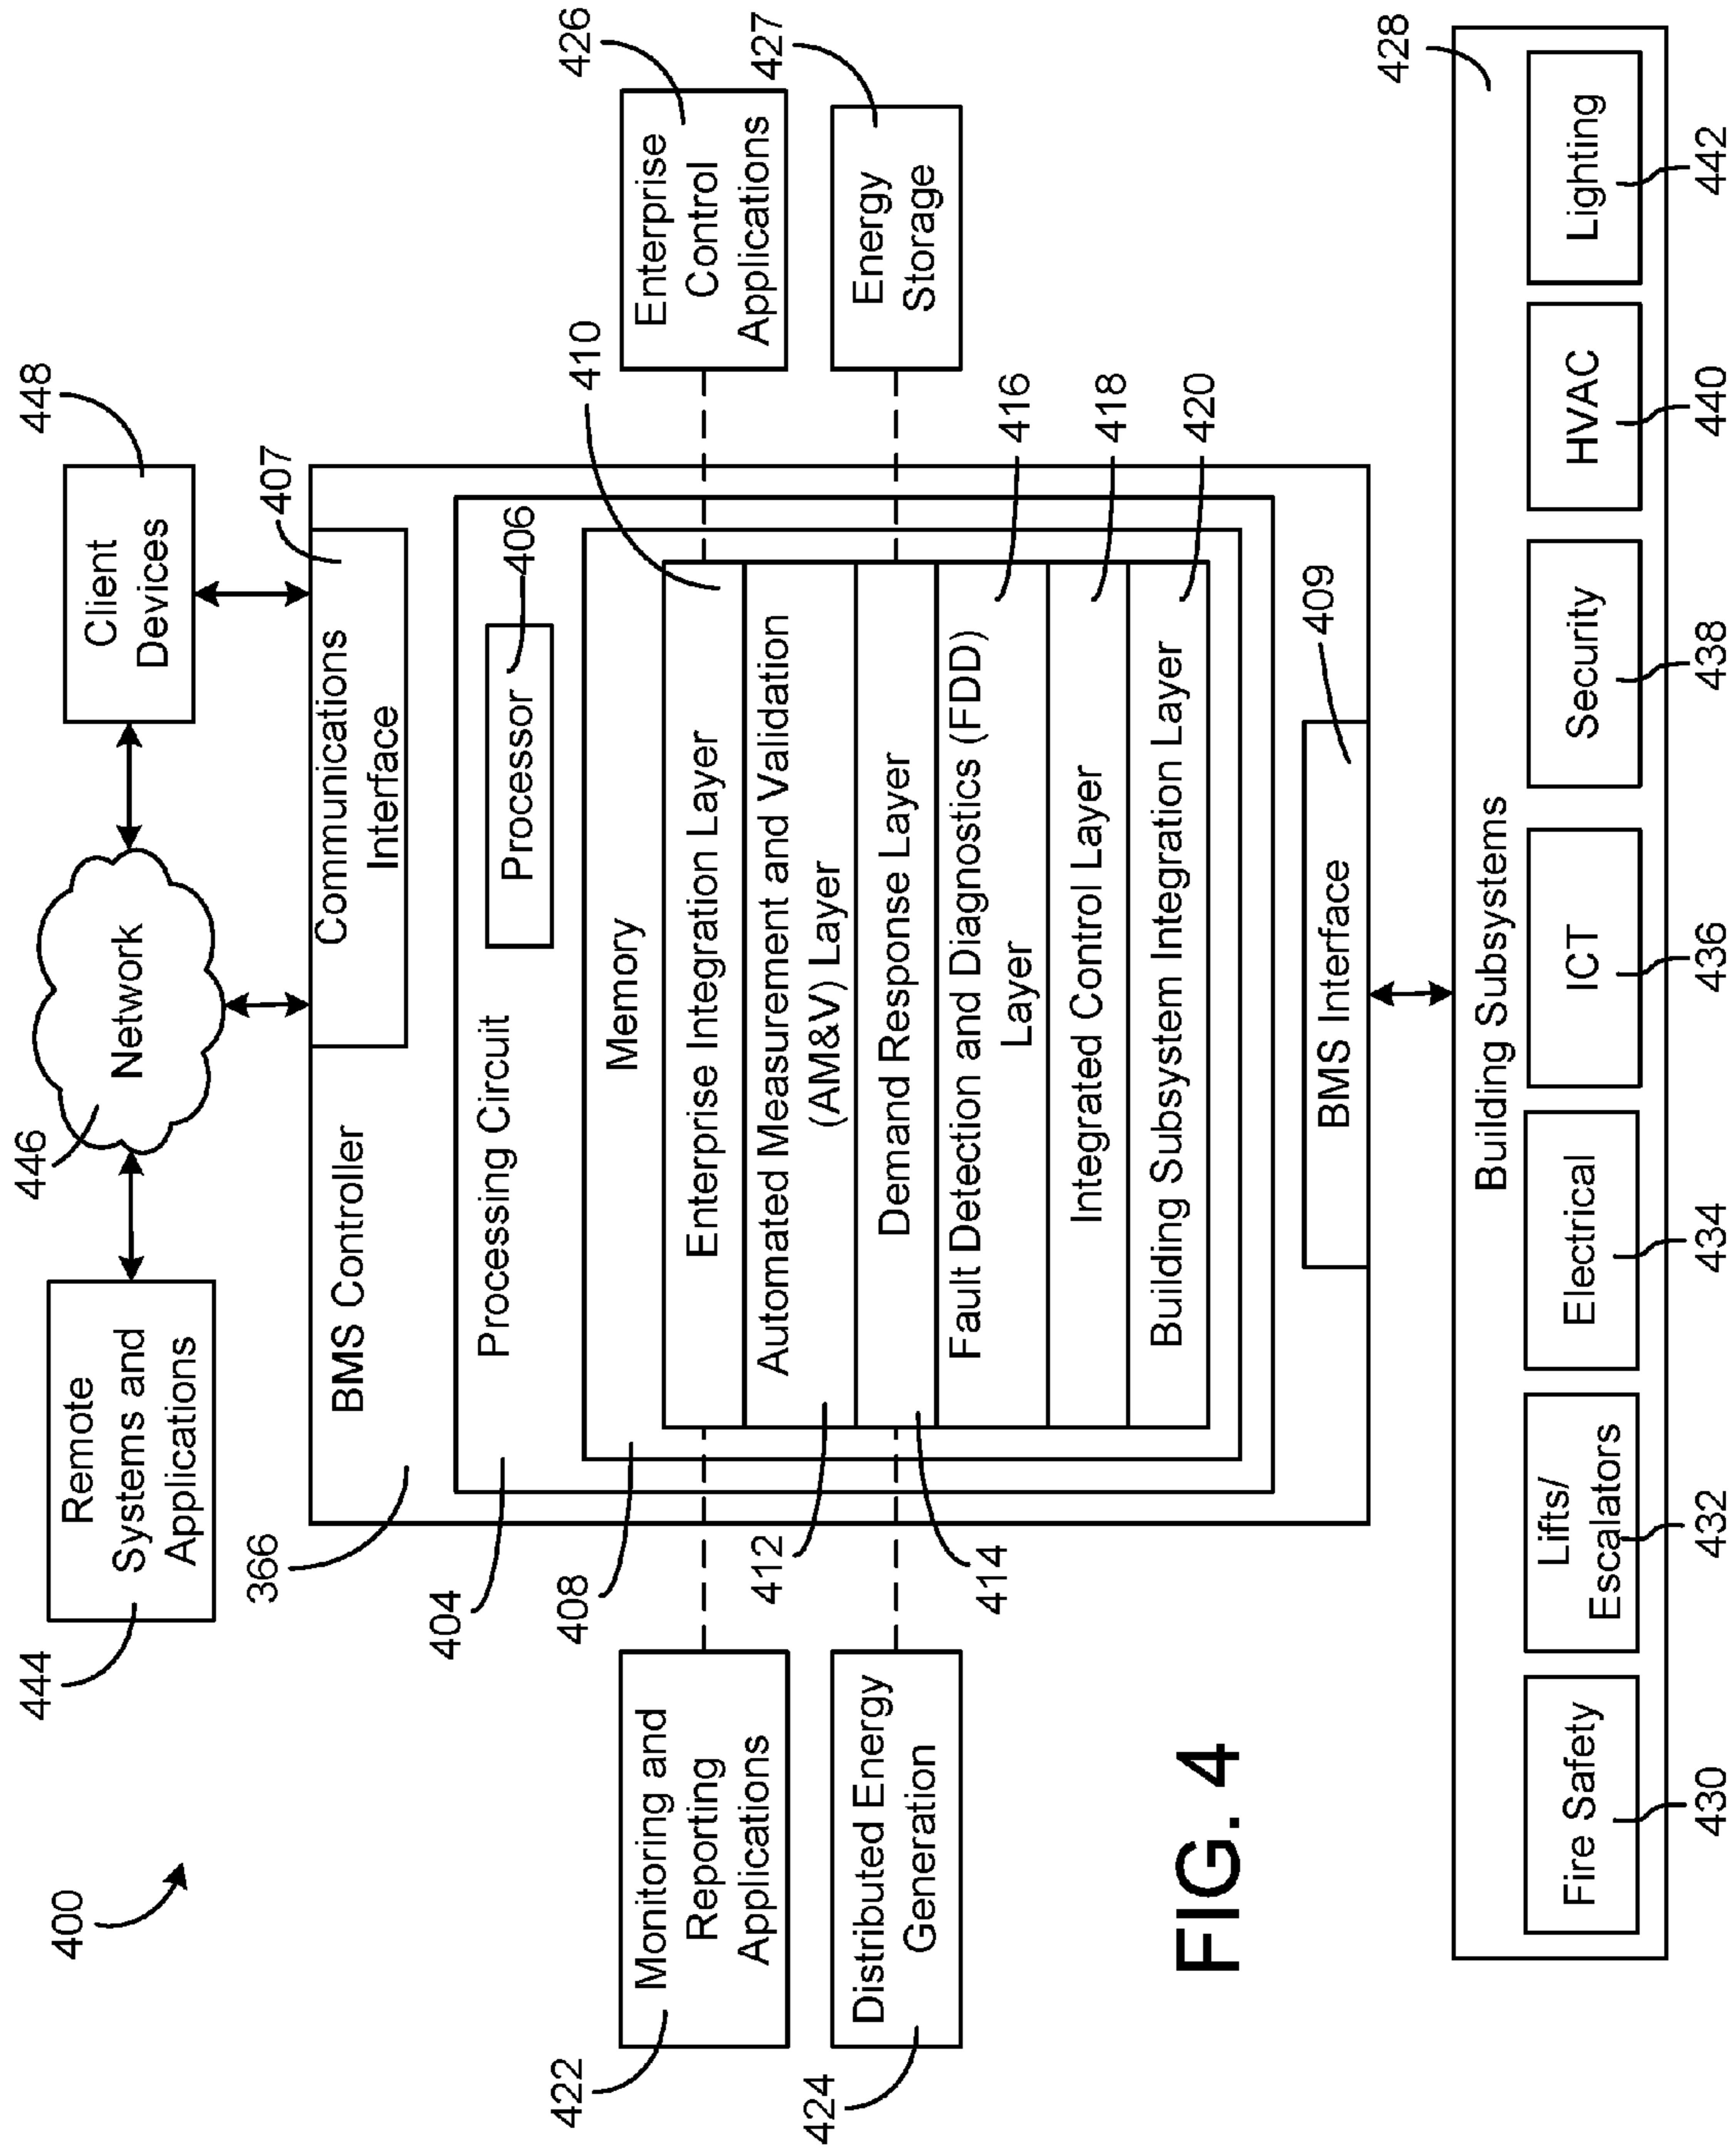 400
444
Remote
Systems and
Applications
446
Network
448
Client
Devices
366
BMS Controller
407
Communications
Interface
404
Processing Circuit
Processor
406
408
Memory
410
Enterprise Integration Layer
412
Automated Measurement and Validation
(AM&V) Layer
414
Demand Response Layer
416
Fault Detection and Diagnostics (FDD)
Layer
418
Integrated Control Layer
420
Building Subsystem Integration Layer
409
BMS Interface
422
Monitoring and
Reporting
Applications
424
Distributed Energy
Generation
426
Enterprise
Control
Applications
427
Energy
Storage
428
Building Subsystems
Fire Safety
430
Lifts/
Escalators
432
Electrical
434
ICT
436
Security
438
HVAC
440
Lighting
442
FIG. 4